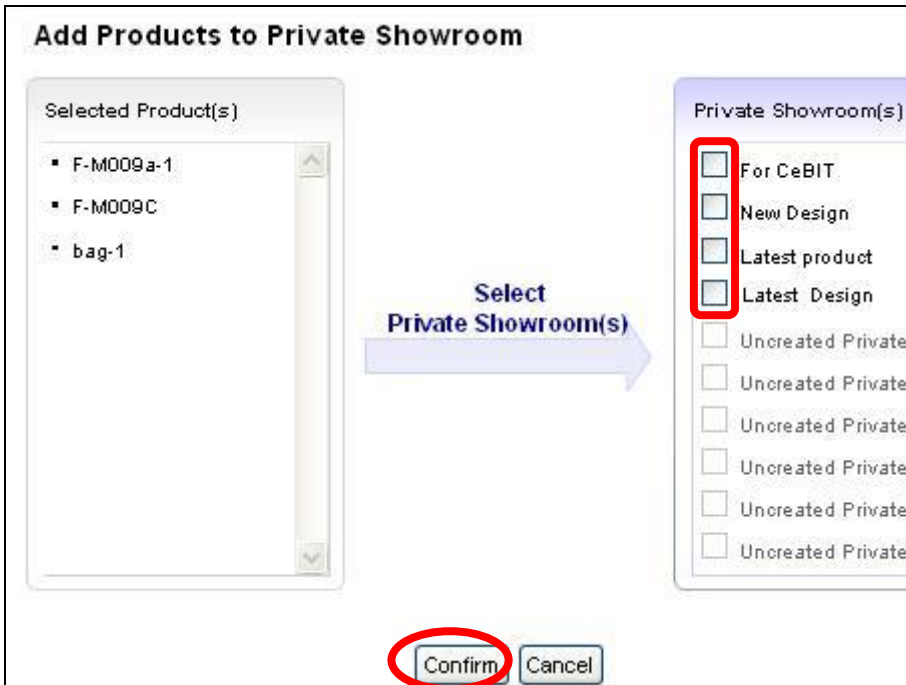 Add Products to Private Showroom
Selected Product(s)
F-M009a-1
F-M009C
bag-1
Select
Private Showroom(s)
Private Showroom(s)
For CeBIT
New Design
Latest product
Latest Design
Uncreated Private
Uncreated Private
Uncreated Private
Uncreated Private
Uncreated Private
Uncreated Private
Confirm Cancel